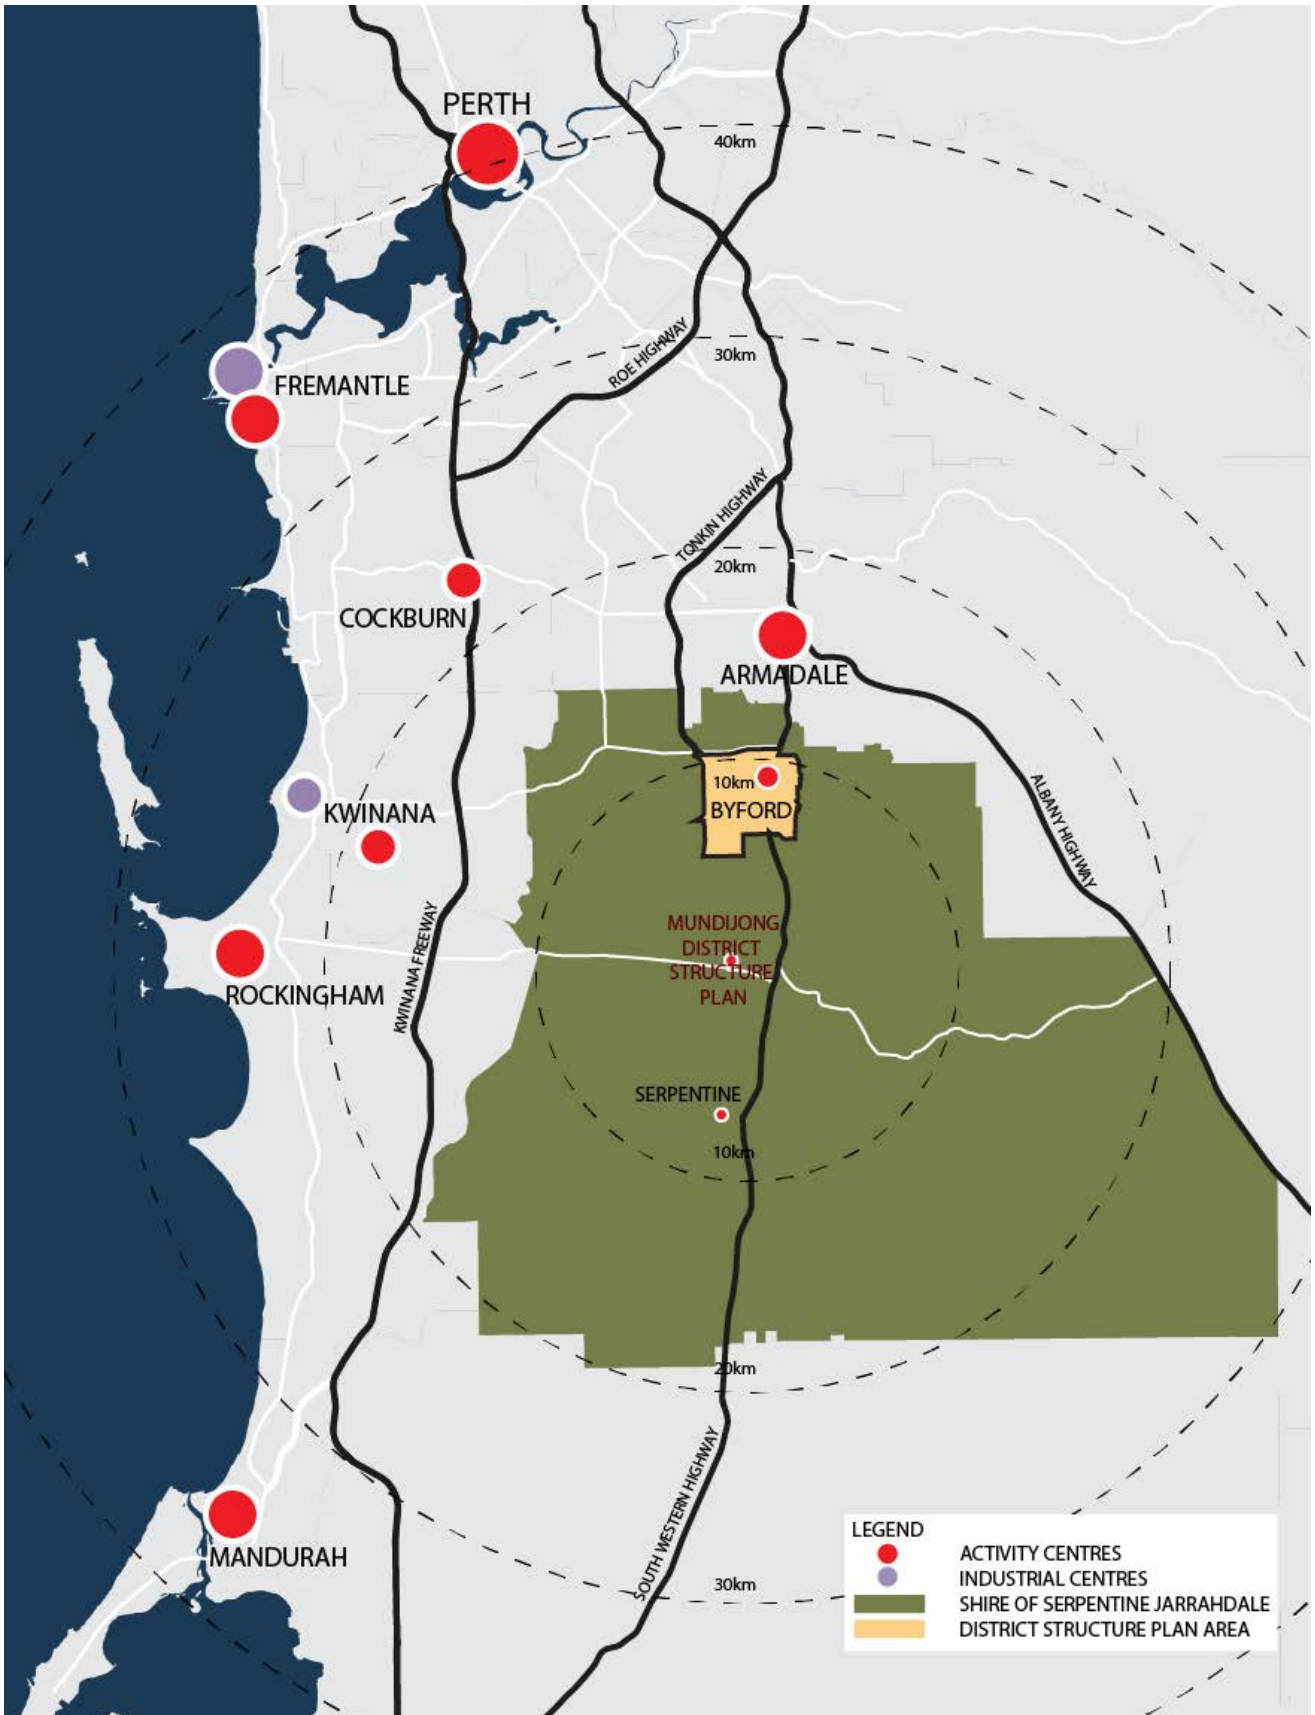 PERTH
40km
ROE HIGHWAY
30km
FREMANTLE
TONKIN HIGHWAY
20km
COCKBURN
ARMADALE
10km
BYFORD
KWINANA
ALBANY HIGHWAY
KWINANA FREEWAY
MUNDIJONG
DISTRICT
STRUCTURE
PLAN
ROCKINGHAM
SERPENTINE
10km
20km
SOUTH WESTERN HIGHWAY
MANDURAH
30km
LEGEND
ACTIVITY CENTRES
INDUSTRIAL CENTRES
SHIRE OF SERPENTINE JARRAHDALE
DISTRICT STRUCTURE PLAN AREA